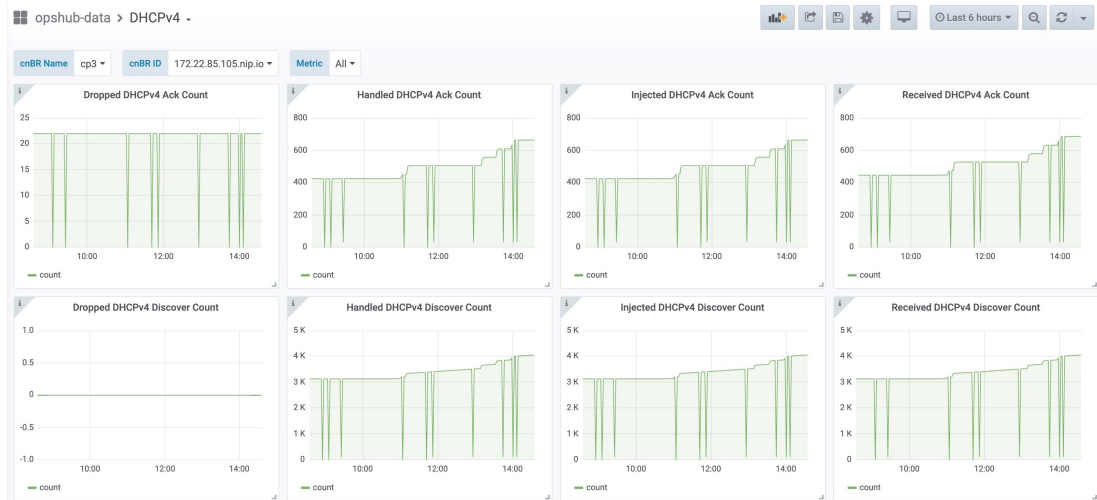 opshub-data > DHCPv4
Last 6 hours
cnBR Name cp3 cnBR ID 172.22.85.105.nip.io Metric All
Dropped DHCPv4 Ack Count
25
20
15
10
5
0
10:00 12:00 14:00
count
Handled DHCPv4 Ack Count
800
600
400
200
0
10:00 12:00 14:00
count
Injected DHCPv4 Ack Count
800
600
400
200
0
10:00 12:00 14:00
count
Received DHCPv4 Ack Count
800
600
400
200
0
10:00 12:00 14:00
count
Dropped DHCPv4 Discover Count
1.0
0.5
0
-0.5
-1.0
10:00 12:00 14:00
count
Handled DHCPv4 Discover Count
5 K
4 K
3 K
2 K
1 K
0
10:00 12:00 14:00
count
Injected DHCPv4 Discover Count
5 K
4 K
3 K
2 K
1 K
0
10:00 12:00 14:00
count
Received DHCPv4 Discover Count
5 K
4 K
3 K
2 K
1 K
0
10:00 12:00 14:00
count